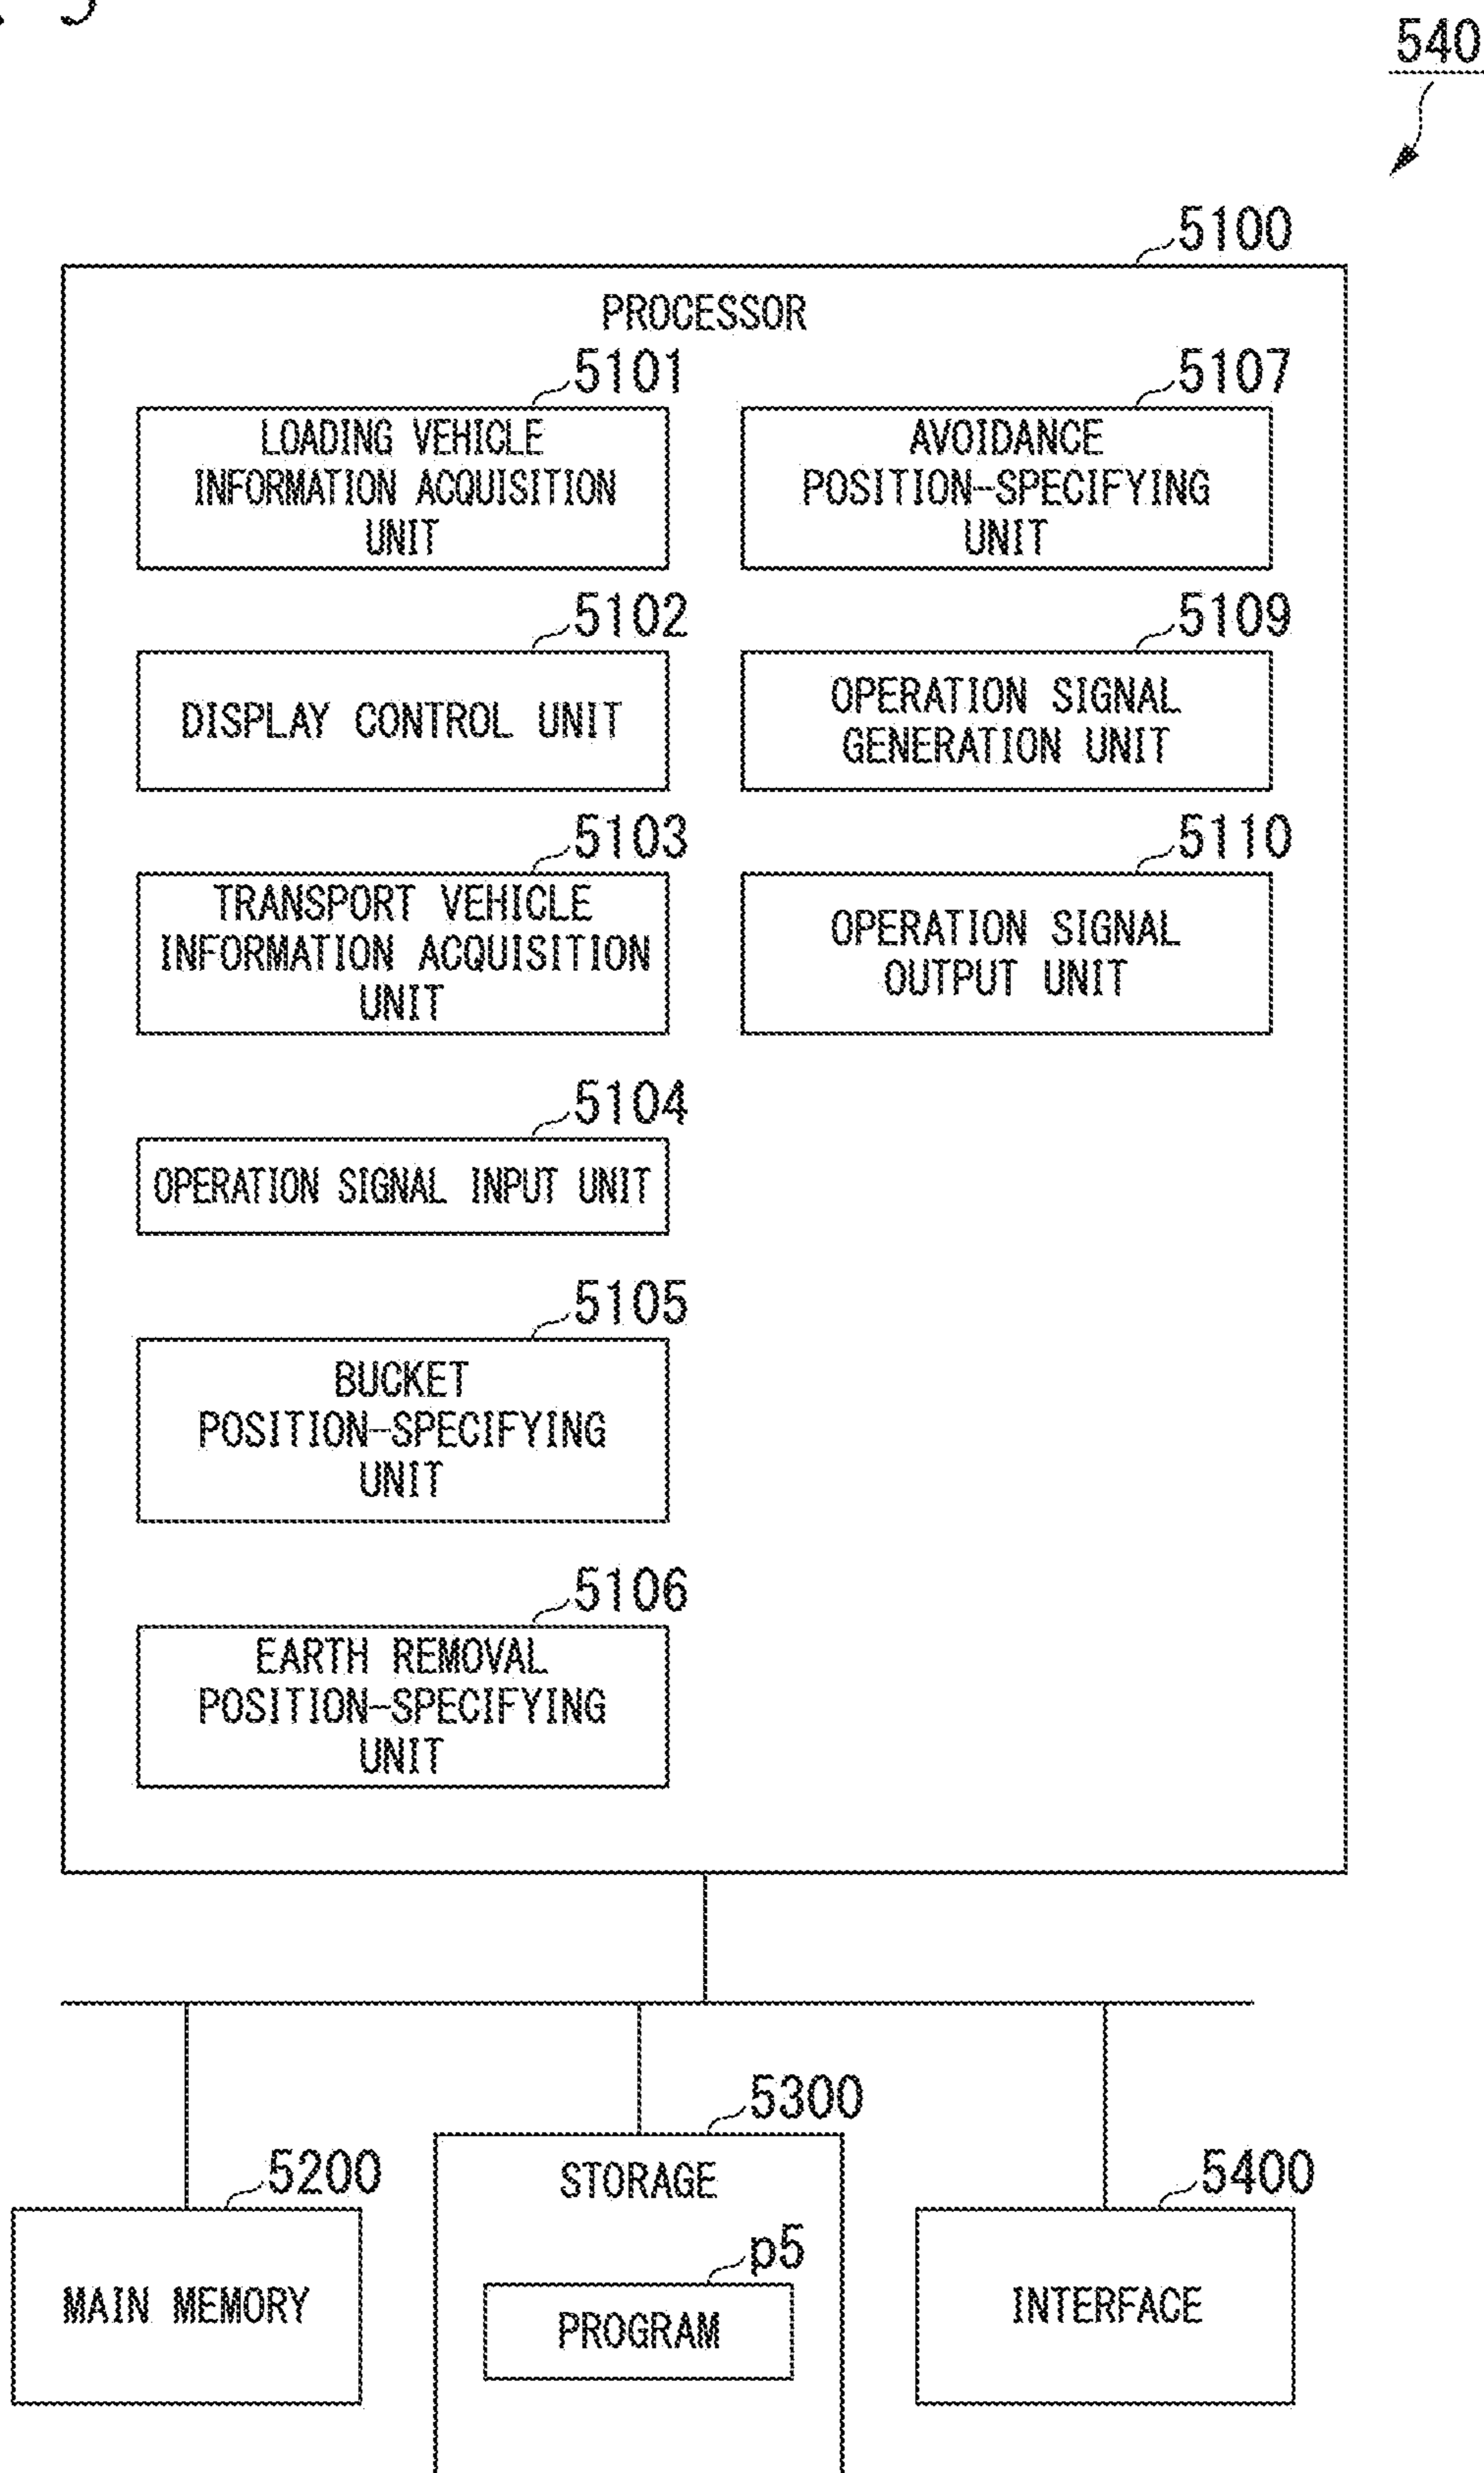 540
5100
PROCESSOR
5101
LOADING VEHICLE
INFORMATION ACQUISITION
UNIT
5107
AVOIDANCE
POSITION-SPECIFYING
UNIT
5102
DISPLAY CONTROL UNIT
5109
OPERATION SIGNAL
GENERATION UNIT
5103
TRANSPORT VEHICLE
INFORMATION ACQUISITION
UNIT
5110
OPERATION SIGNAL
OUTPUT UNIT
5104
OPERATION SIGNAL INPUT UNIT
5105
BUCKET
POSITION-SPECIFYING
UNIT
5106
EARTH REMOVAL
POSITION-SPECIFYING
UNIT
5200
MAIN MEMORY
5300
STORAGE
p5
PROGRAM
5400
INTERFACE